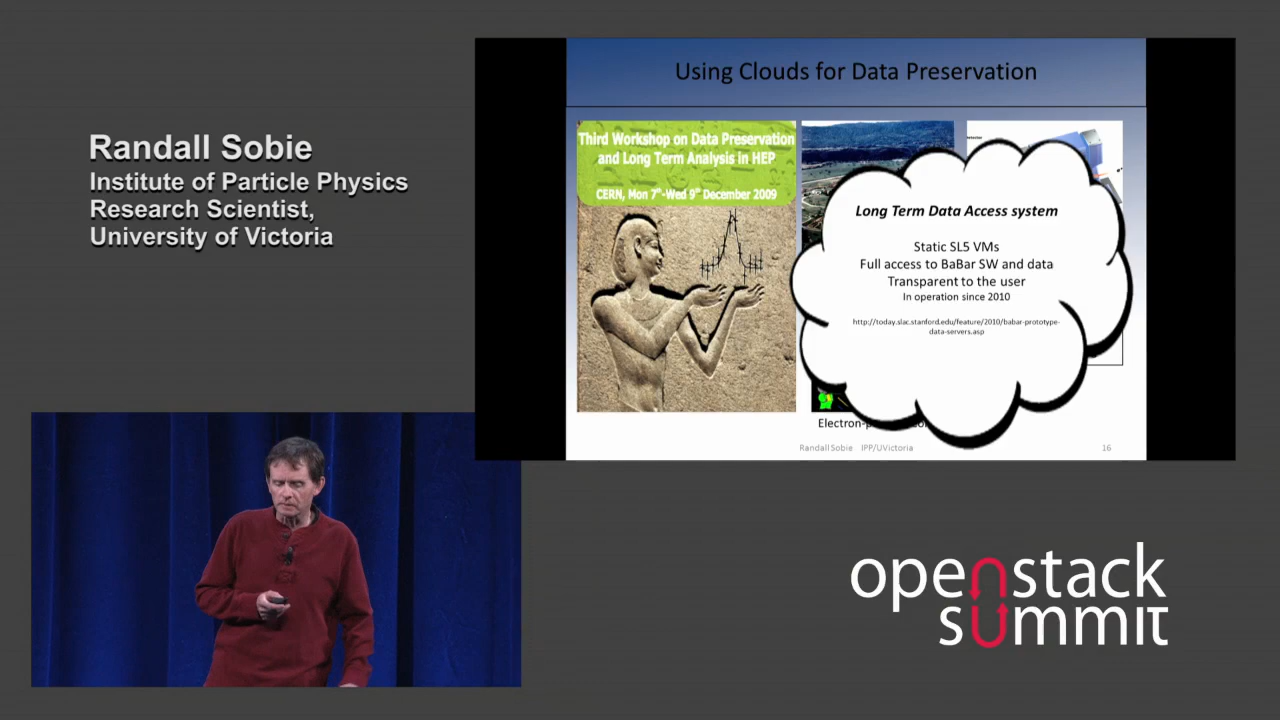 Randall Sobie
Institute of Particle Physics
Research Scientist,
University of Victoria
Using Clouds for Data Preservation
Third Workshop on Data Preservation
and Long Term Analysis in HEP
CERN, Mon 7th-Wed 9th December 2009
Long Term Data Access system
Static SL5 VMs
Full access to BaBar SW and data
Transparent to the user
In operation since 2010
http://today.slac.stanford.edu/feature/2010/babar-prototype-
data-servers.asp
Randall Sobie IPP/UVictoria
16
openstack
summit